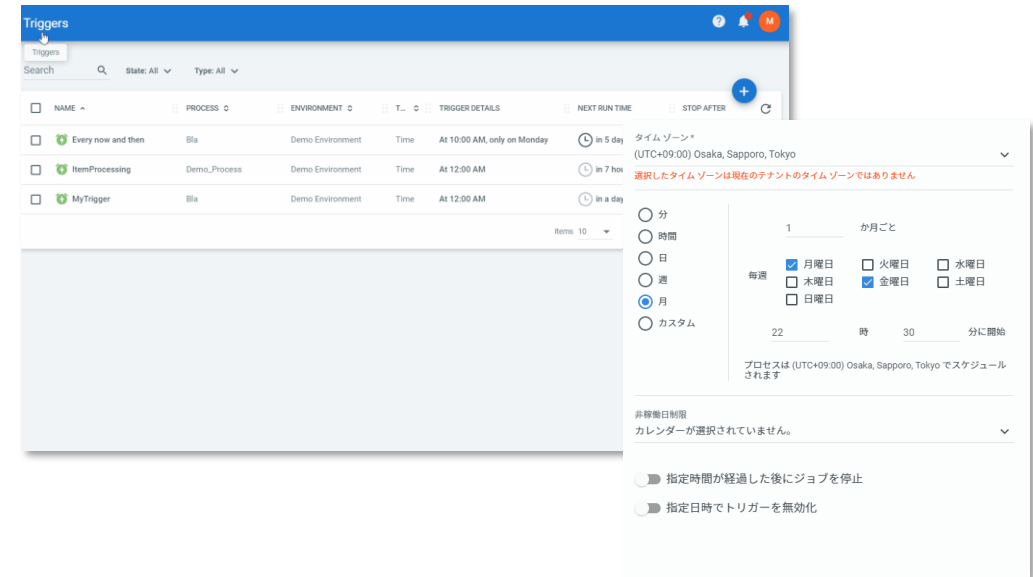 Triggers
M
Triggers
Search State: All Type: All
NAME PROCESS ENVIRONMENT T... TRIGGER DETAILS NEXT RUN TIME STOP AFTER
Every now and then Bla Demo Environment Time At 10:00 AM, only on Monday in 5 day
ItemProcessing Demo_Process Demo Environment Time At 12:00 AM in 7 hou
MyTrigger Bla Demo Environment Time At 12:00 AM in a day
Items 10
タイム ゾーン *
(UTC+09:00) Osaka, Sapporo, Tokyo
選択したタイム ゾーンは現在のテナントのタイム ゾーンではありません
分
時間
日
週
月
カスタム
1 か月ごと
毎週
月曜日 火曜日 水曜日
木曜日 金曜日 土曜日
日曜日
22 時 30 分に開始
プロセスは (UTC+09:00) Osaka, Sapporo, Tokyo でスケジュール
されます
非稼働日制限
カレンダーが選択されていません。
指定時間が経過した後にジョブを停止
指定日時でトリガーを無効化